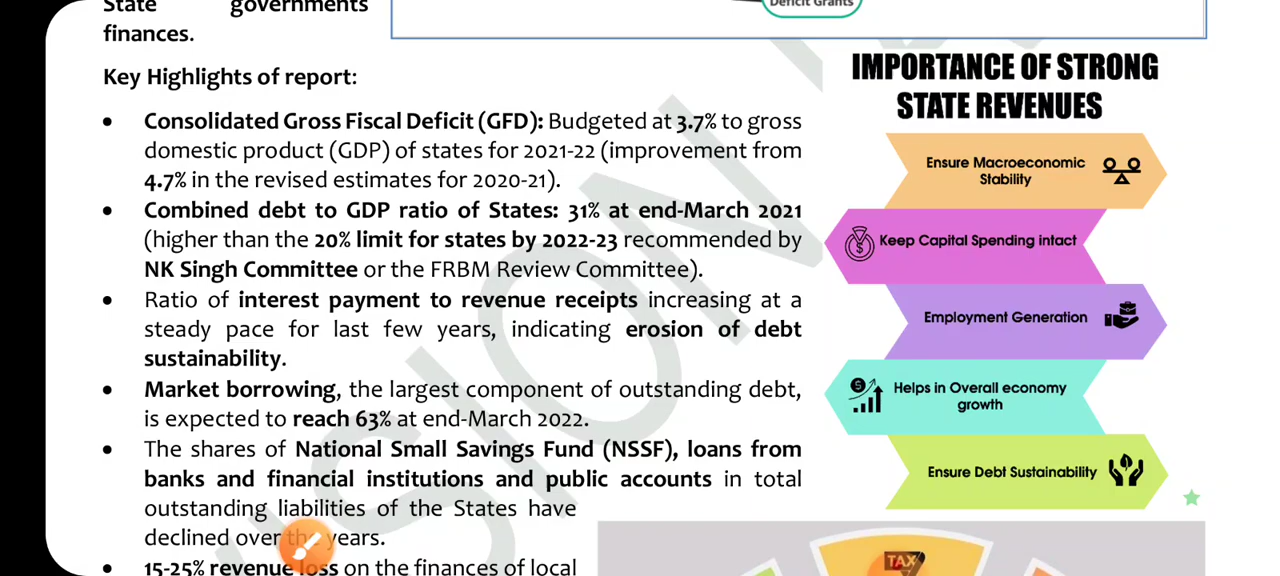 State governments
finances.
Deficit Grants
Key Highlights of report:
• Consolidated Gross Fiscal Deficit (GFD): Budgeted at 3.7% to gross
domestic product (GDP) of states for 2021-22 (improvement from
4.7% in the revised estimates for 2020-21).
• Combined debt to GDP ratio of States: 31% at end-March 2021
(higher than the 20% limit for states by 2022-23 recommended by
NK Singh Committee or the FRBM Review Committee).
• Ratio of interest payment to revenue receipts increasing at a
steady pace for last few years, indicating erosion of debt
sustainability.
• Market borrowing, the largest component of outstanding debt,
is expected to reach 63% at end-March 2022.
• The shares of National Small Savings Fund (NSSF), loans from
banks and financial institutions and public accounts in total
outstanding liabilities of the States have
declined over the years.
• 15-25% revenue loss on the finances of local
IMPORTANCE OF STRONG
STATE REVENUES
Ensure Macroeconomic
Stability
Keep Capital Spending intact
Employment Generation
Helps in Overall economy
growth
Ensure Debt Sustainability
TAX